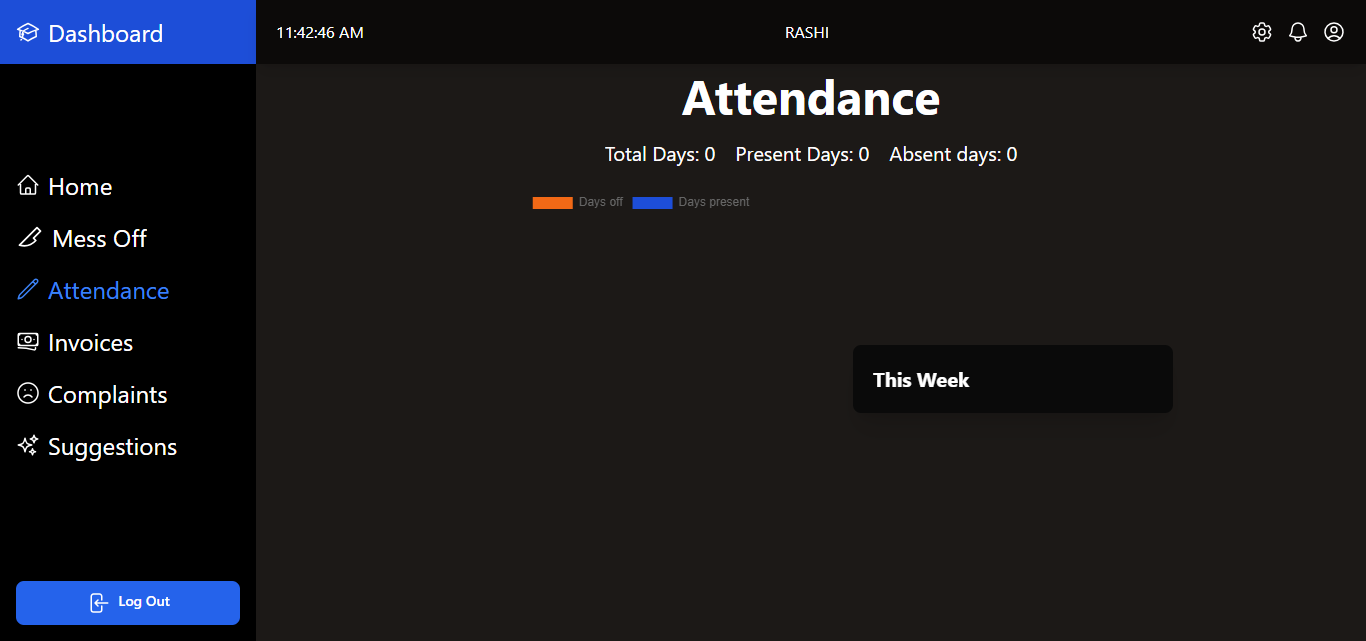 Dashboard
11:42:46 AM
RASHI
Attendance
Total Days: 0 Present Days: 0 Absent days: 0
Days off Days present
Home
Mess Off
Attendance
Invoices
Complaints
Suggestions
This Week
Log Out